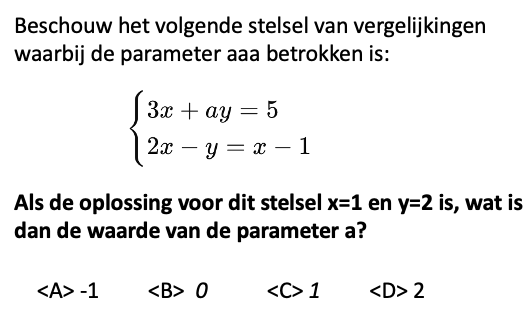 Beschouw het volgende stelsel van vergelijkingen
waarbij de parameter aaa betrokken is:
3x + ay = 5
2x − y = x − 1
Als de oplossing voor dit stelsel x=1 en y=2 is, wat is
dan de waarde van de parameter a?
<A> -1 <B> 0 <C> 1 <D> 2